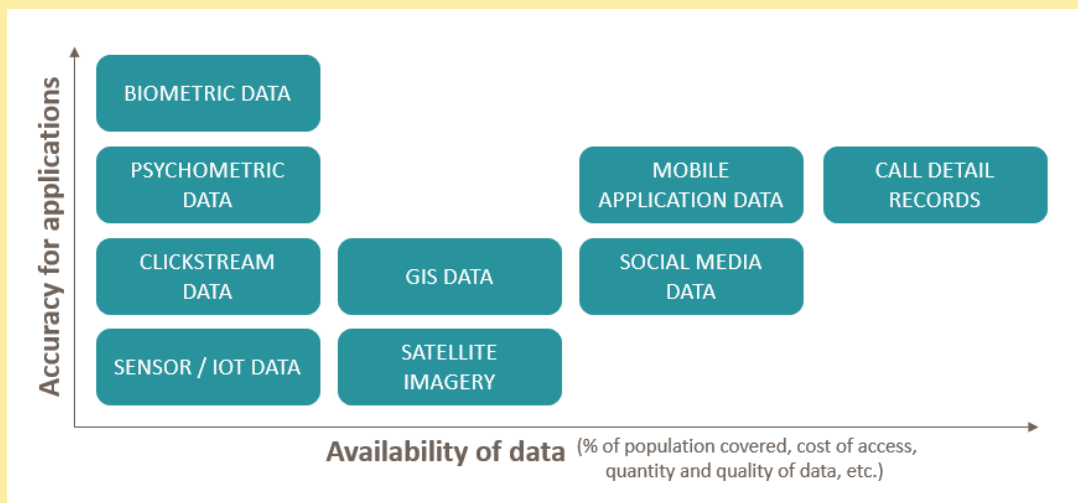 Accuracy for applications
BIOMETRIC DATA
PSYCHOMETRIC
DATA
MOBILE
APPLICATION DATA
CALL DETAIL
RECORDS
CLICKSTREAM
DATA
GIS DATA
SOCIAL MEDIA
DATA
SENSOR / IOT DATA
SATELLITE
IMAGERY
Availability of data (% of population covered, cost of access,
quantity and quality of data, etc.)